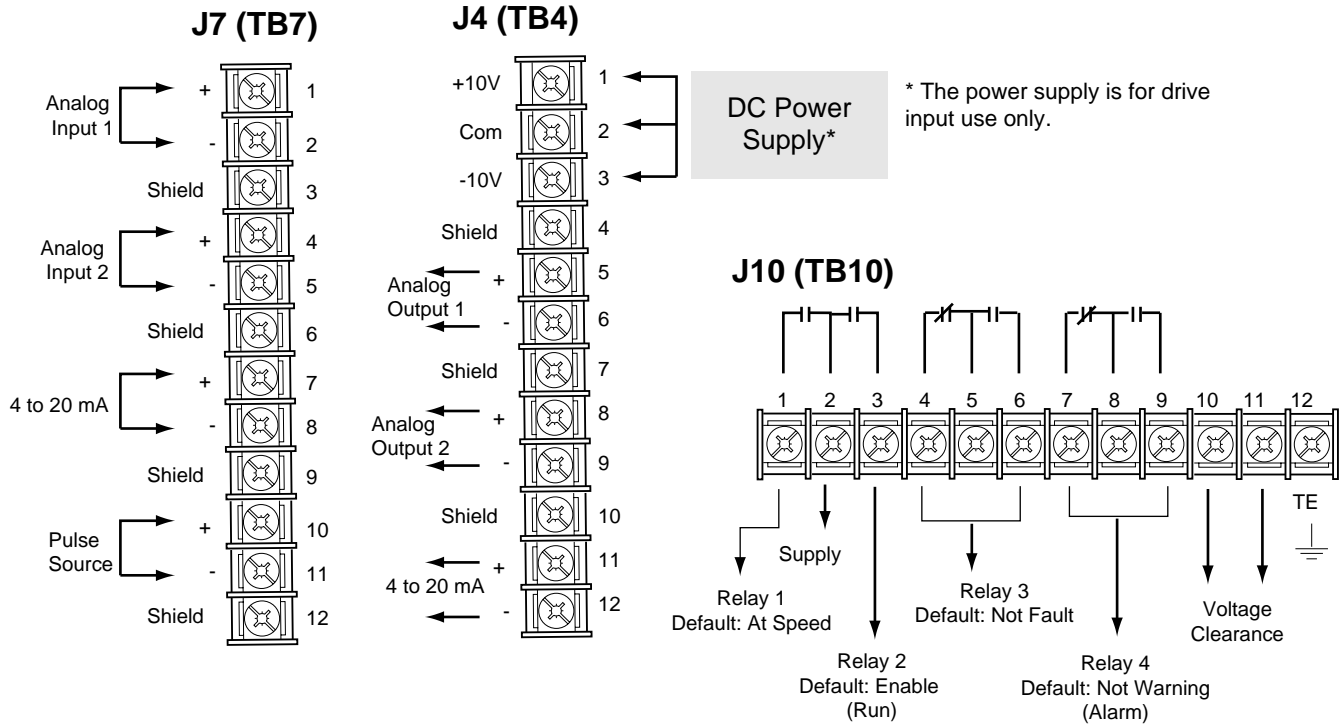 J7 (TB7)
Analog
Input 1
+ 1
- 2
Shield 3
Analog
Input 2
+ 4
- 5
Shield 6
4 to 20 mA
+ 7
- 8
Shield 9
Pulse
Source
+ 10
- 11
Shield 12
J4 (TB4)
+10V 1
Com 2
-10V 3
Shield 4
Analog
Output 1
+ 5
- 6
Shield 7
Analog
Output 2
+ 8
- 9
Shield 10
4 to 20 mA
+ 11
- 12
DC Power
Supply*
* The power supply is for drive
input use only.
J10 (TB10)
1 2 3 4 5 6 7 8 9 10 11 12
TE
Relay 1
Default: At Speed
Supply
Relay 2
Default: Enable
(Run)
Relay 3
Default: Not Fault
Relay 4
Default: Not Warning
(Alarm)
Voltage
Clearance